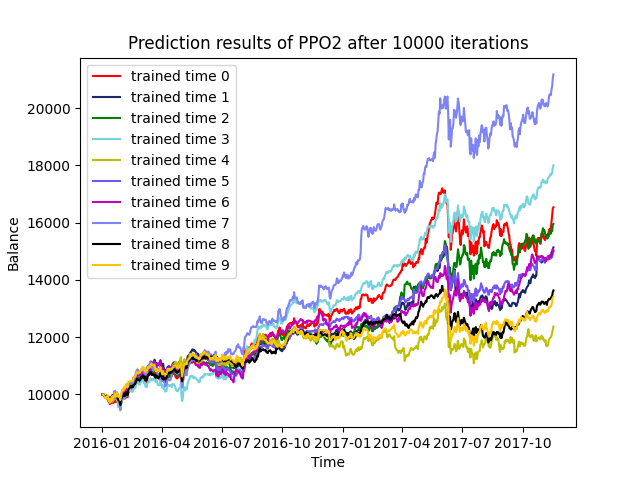 Prediction results of PPO2 after 10000 iterations
trained time 0
trained time 1
trained time 2
trained time 3
trained time 4
trained time 5
trained time 6
trained time 7
trained time 8
trained time 9
20000
18000
16000
14000
12000
10000
Balance
2016-01 2016-04 2016-07 2016-10 2017-01 2017-04 2017-07 2017-10
Time